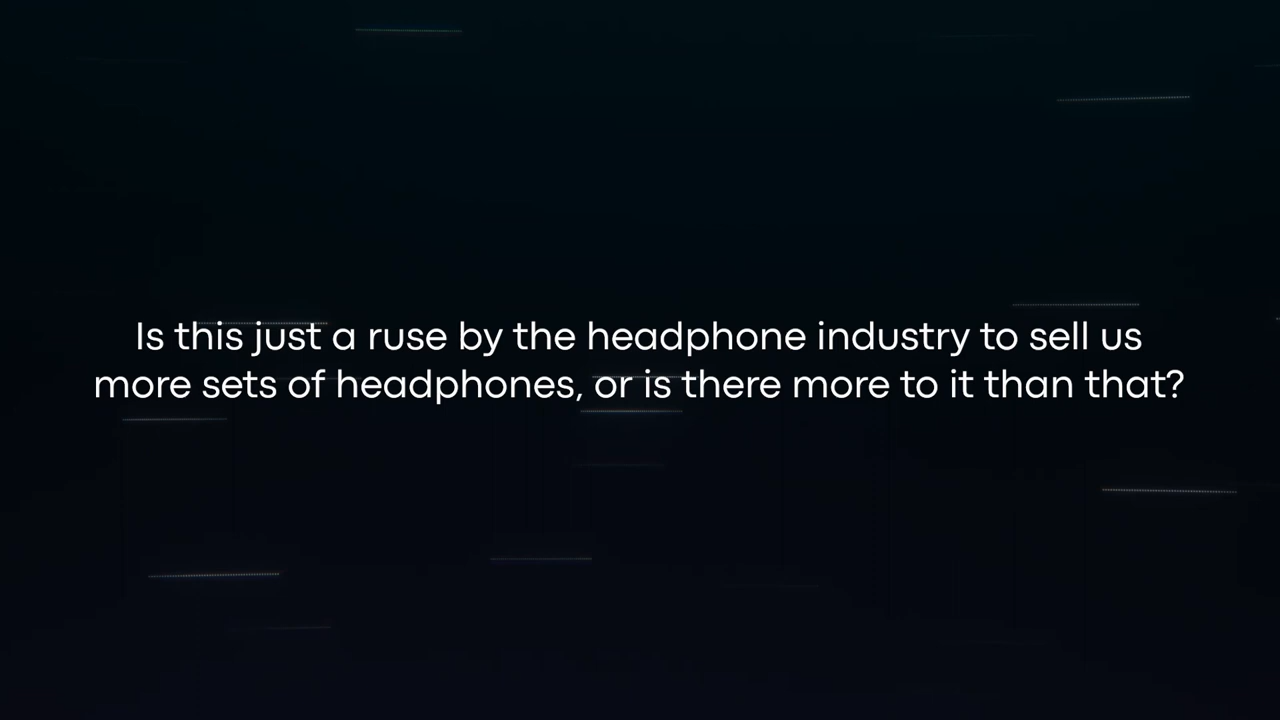 Is this just a ruse by the headphone industry to sell us
more sets of headphones, or is there more to it than that?